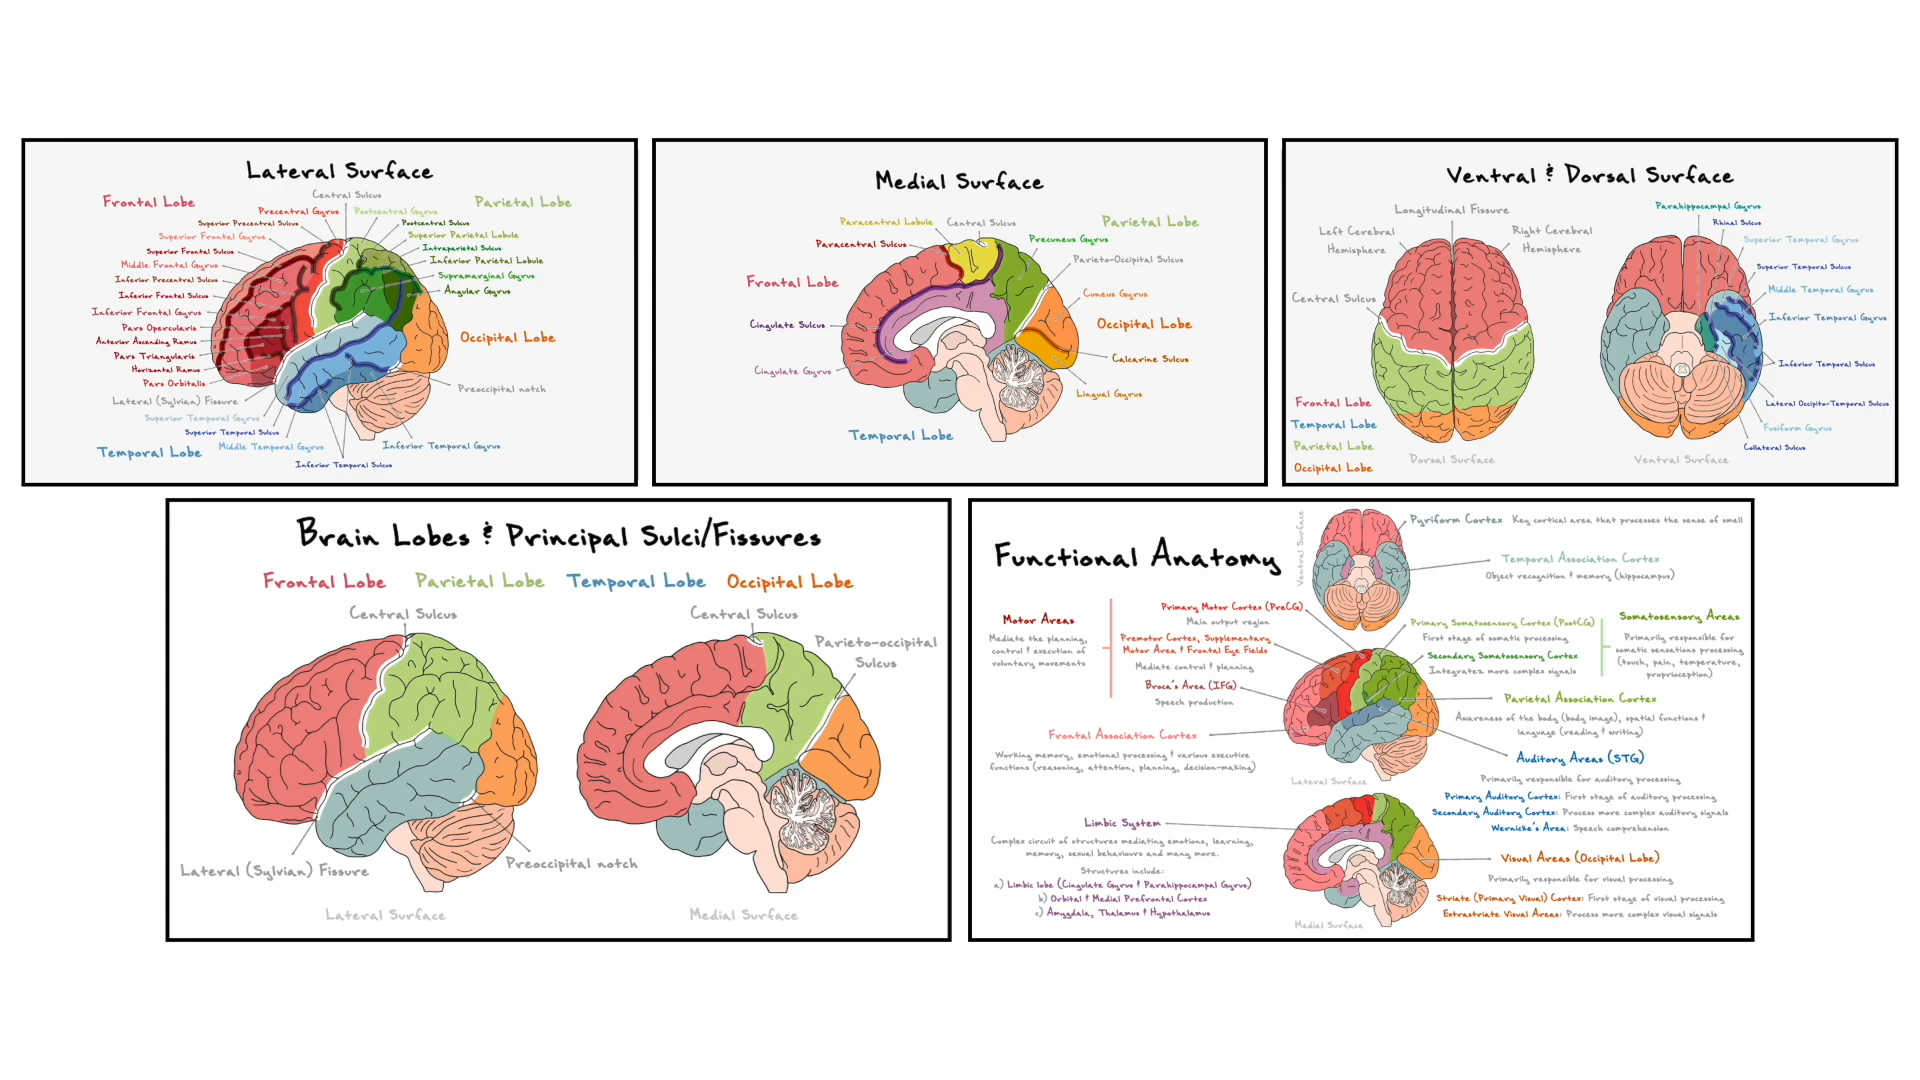 Lateral Surface
Frontal Lobe
Central Sulcus
Parietal Lobe
Precentral Gyrus
Postcentral Gyrus
Superior Precentral Sulcus
Postcentral Sulcus
Superior Frontal Gyrus
Superior Parietal Lobule
Superior Frontal Sulcus
Intraparietal Sulcus
Middle Frontal Gyrus
Inferior Parietal Lobule
Inferior Precentral Sulcus
Supramarginal Gyrus
Inferior Frontal Sulcus
Angular Gyrus
Inferior Frontal Gyrus
Pars Opercularis
Anterior Ascending Ramus
Occipital Lobe
Pars Triangularis
Horizontal Ramus
Pars Orbitalis
Preoccipital notch
Lateral (Sylvian) Fissure
Superior Temporal Gyrus
Superior Temporal Sulcus
Temporal Lobe
Middle Temporal Gyrus
Inferior Temporal Gyrus
Inferior Temporal Sulcus
Medial Surface
Paracentral Lobule
Central Sulcus
Parietal Lobe
Paracentral Sulcus
Precuneus Gyrus
Parieto-Occipital Sulcus
Frontal Lobe
Cuneus Gyrus
Cingulate Sulcus
Occipital Lobe
Calcarine Sulcus
Cingulate Gyrus
Lingual Gyrus
Temporal Lobe
Ventral & Dorsal Surface
Longitudinal Fissure
Left Cerebral
Hemisphere
Right Cerebral
Hemisphere
Central Sulcus
Frontal Lobe
Temporal Lobe
Parietal Lobe
Occipital Lobe
Dorsal Surface
Parahippocampal Gyrus
Rhinal Sulcus
Superior Temporal Gyrus
Superior Temporal Sulcus
Middle Temporal Gyrus
Inferior Temporal Gyrus
Inferior Temporal Sulcus
Lateral Occipito-Temporal Sulcus
Fusiform Gyrus
Collateral Sulcus
Ventral Surface
Brain Lobes & Principal Sulci/Fissures
Frontal Lobe Parietal Lobe Temporal Lobe Occipital Lobe
Central Sulcus
Lateral (Sylvian) Fissure
Preoccipital notch
Lateral Surface
Central Sulcus
Parieto-occipital
Sulcus
Medial Surface
Functional Anatomy
Ventral Surface
Pyriform Cortex Key cortical area that processes the sense of smell
Temporal Association Cortex
Object recognition & memory (hippocampus)
Motor Areas
Mediate the planning,
control & execution of
voluntary movements
Primary Motor Cortex (PreCG)
Main output region
Premotor Cortex, Supplementary
Motor Area & Frontal Eye Fields
Mediate control & planning
Broca's Area (IFG)
Speech production
Frontal Association Cortex
Working memory, emotional processing & various executive
functions (reasoning, attention, planning, decision-making)
Primary Somatosensory Cortex (PostCG)
First stage of somatic processing
Secondary Somatosensory Cortex
Integrates more complex signals
Somatosensory Areas
Primarily responsible for
somatic sensations processing
(touch, pain, temperature,
proprioception)
Parietal Association Cortex
Awareness of the body (body image), spatial functions &
language (reading & writing)
Auditory Areas (STG)
Primarily responsible for auditory processing
Primary Auditory Cortex: First stage of auditory processing
Secondary Auditory Cortex: Process more complex auditory signals
Wernicke's Area: Speech comprehension
Lateral Surface
Limbic System
Complex circuit of structures mediating emotions, learning,
memory, sexual behaviours and many more.
Structures include:
a) Limbic lobe (Cingulate Gyrus & Parahippocampal Gyrus)
b) Orbital & Medial Prefrontal Cortex
c) Amygdala, Thalamus & Hypothalamus
Visual Areas (Occipital Lobe)
Primarily responsible for visual processing
Striate (Primary Visual) Cortex: First stage of visual processing
Extrastriate Visual Areas: Process more complex visual signals
Medial Surface